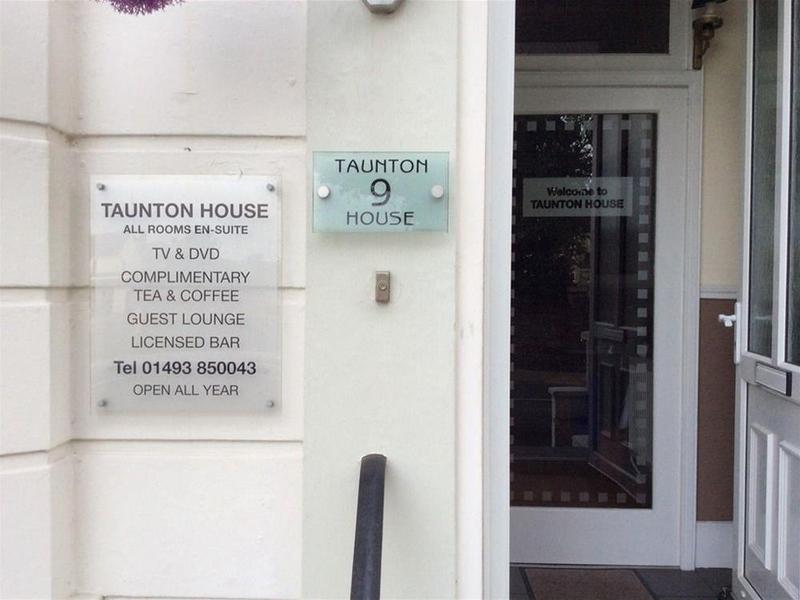 TAUNTON HOUSE
ALL ROOMS EN-SUITE
TV & DVD
COMPLIMENTARY
TEA & COFFEE
GUEST LOUNGE
LICENSED BAR
Tel 01493 850043
OPEN ALL YEAR
TAUNTON
9
HOUSE
Welcome to
TAUNTON HOUSE